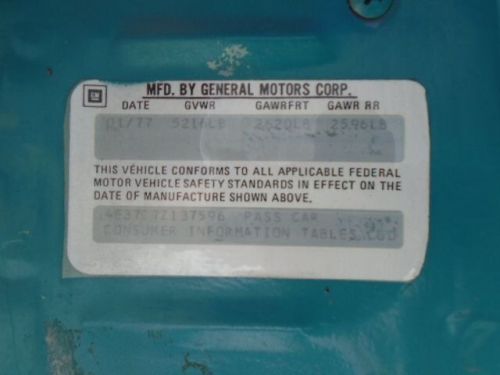 GM
MFD. BY GENERAL MOTORS CORP.
DATE GVWR GAWRFRT GAWR RR
01/77 5216LB 2620LB 2596LB
THIS VEHICLE CONFORMS TO ALL APPLICABLE FEDERAL
MOTOR VEHICLE SAFETY STANDARDS IN EFFECT ON THE
DATE OF MANUFACTURE SHOWN ABOVE.
PASS CAR
CONSUMER INFORMATION TABLES